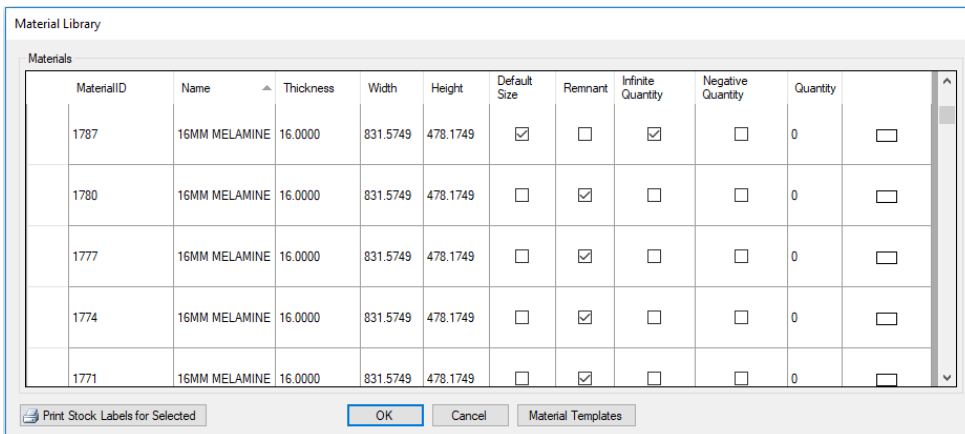 Material Library
Materials
MaterialID Name Thickness Width Height Default Size Remnant Infinite Quantity Negative Quantity Quantity
1787 16MM MELAMINE 16.0000 831.5749 478.1749 0
1780 16MM MELAMINE 16.0000 831.5749 478.1749 0
1777 16MM MELAMINE 16.0000 831.5749 478.1749 0
1774 16MM MELAMINE 16.0000 831.5749 478.1749 0
1771 16MM MELAMINE 16.0000 831.5749 478.1749 0
Print Stock Labels for Selected OK Cancel Material Templates